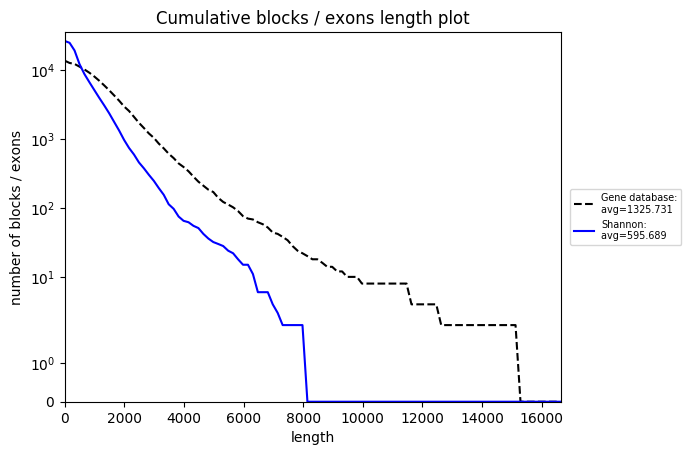 Cumulative blocks / exons length plot
number of blocks / exons
10^4
10^3
10^2
10^1
10^0
0
0 2000 4000 6000 8000 10000 12000 14000 16000
length
Gene database:
avg=1325.731
Shannon:
avg=595.689